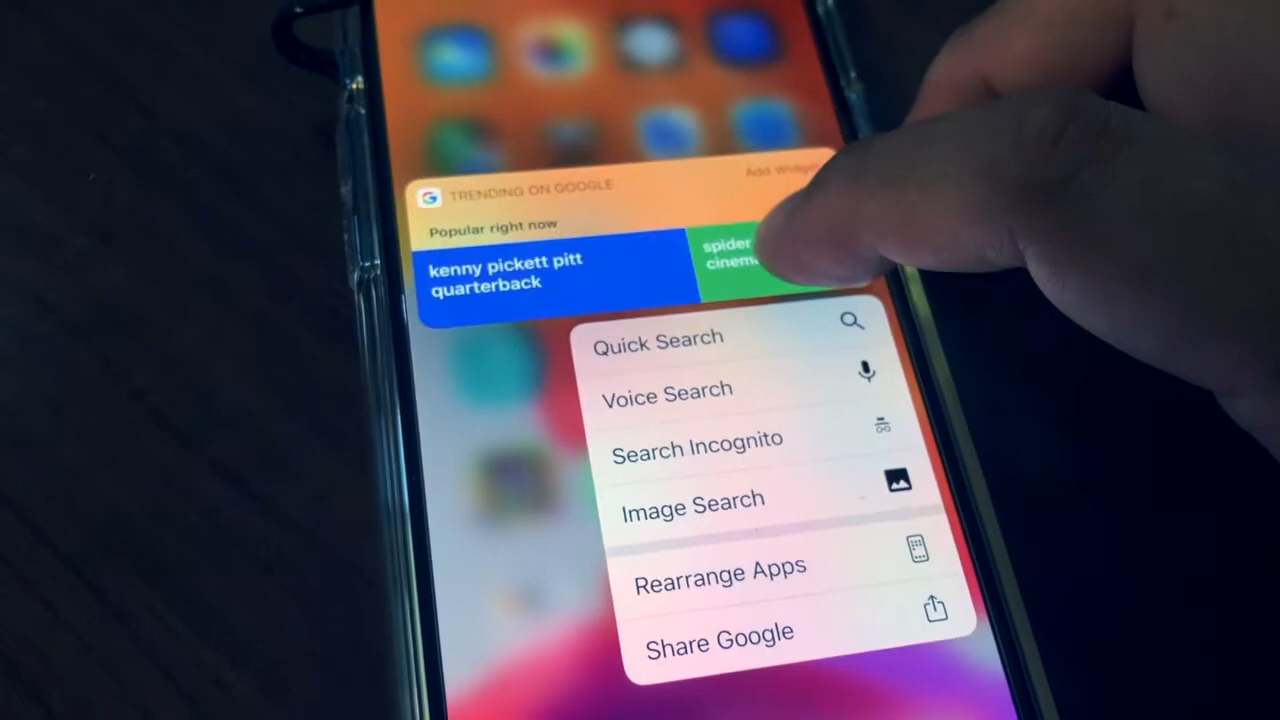 TRENDING ON GOOGLE
Add
Popular right now
kenny pickett pitt
quarterback
spider
Quick Search
Voice Search
Search Incognito
Image Search
Rearrange Apps
Share Google